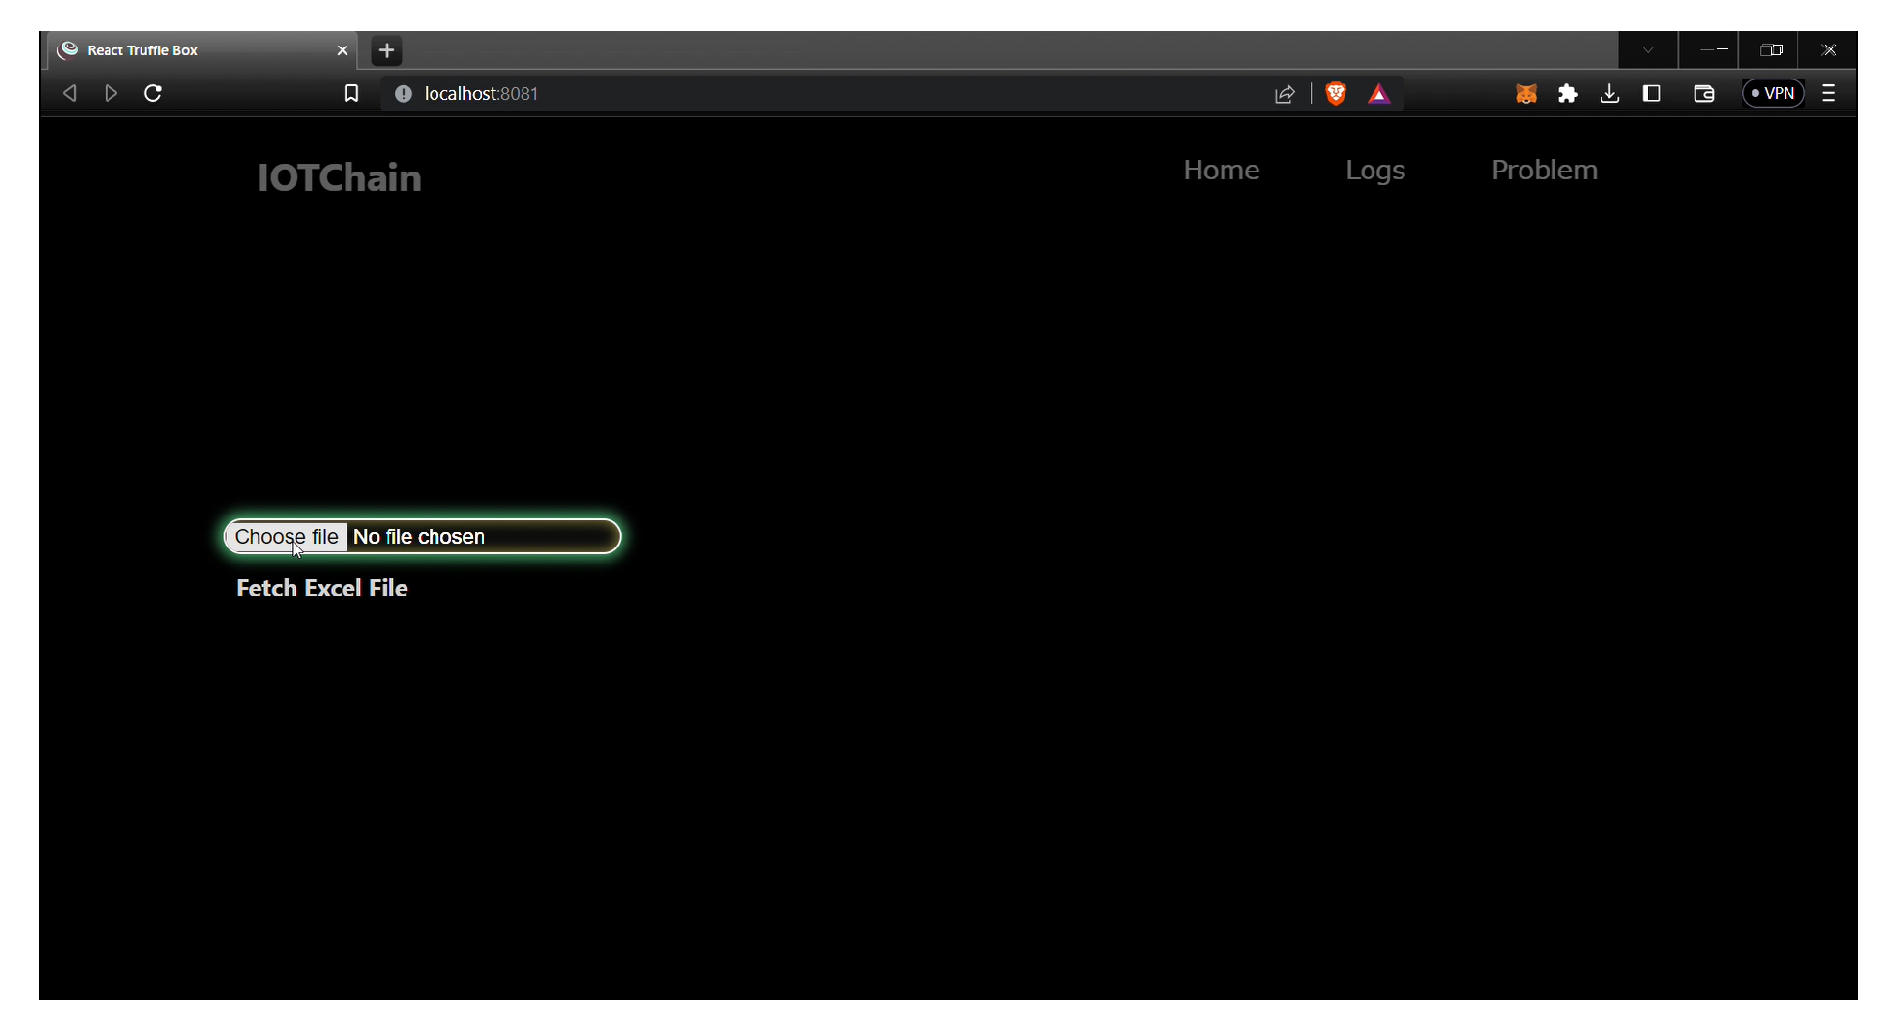 React Truffle Box
localhost:8081
VPN
IOTChain
Home
Logs
Problem
Choose file No file chosen
Fetch Excel File